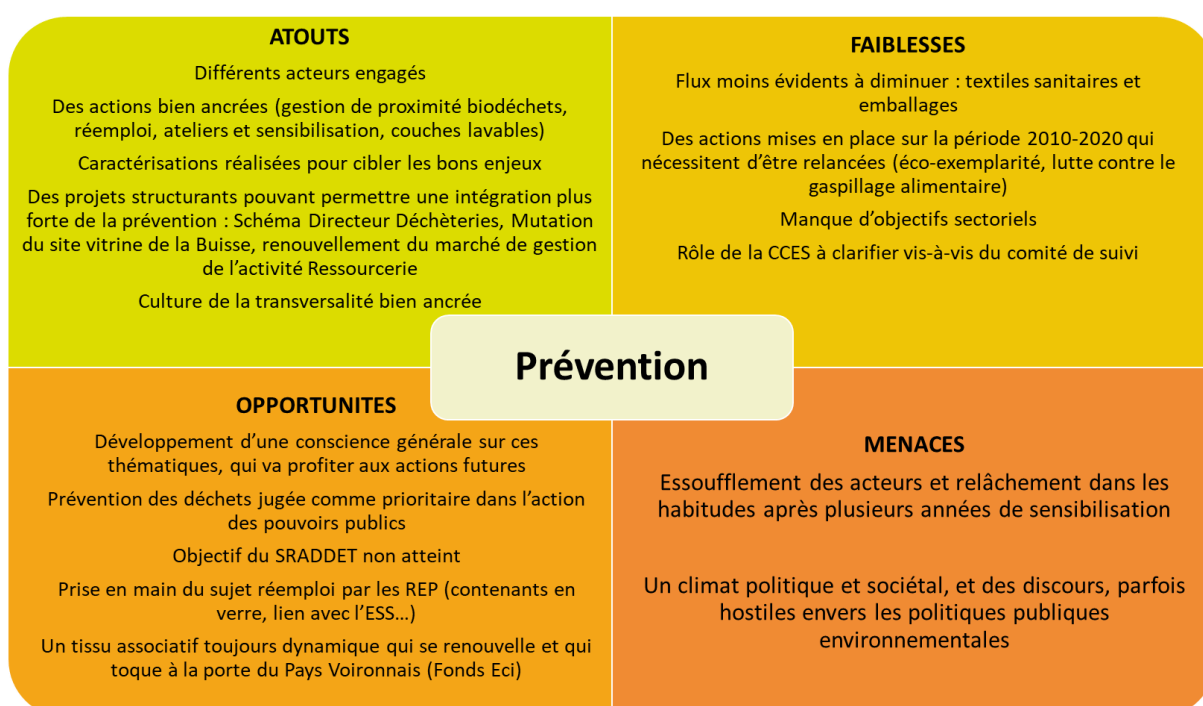 ATOUTS
Différents acteurs engagés
Des actions bien ancrées (gestion de proximité biodéchets,
réemploi, ateliers et sensibilisation, couches lavables)
Caractérisations réalisées pour cibler les bons enjeux
Des projets structurants pouvant permettre une intégration plus
forte de la prévention : Schéma Directeur Déchèteries, Mutation
du site vitrine de la Buisse, renouvellement du marché de gestion
de l’activité Ressourcerie
Culture de la transversalité bien ancrée
FAIBLESSES
Flux moins évidents à diminuer : textiles sanitaires et
emballages
Des actions mises en place sur la période 2010-2020 qui
nécessitent d’être relancées (éco-exemplarité, lutte contre le
gaspillage alimentaire)
Manque d’objectifs sectoriels
Rôle de la CCES à clarifier vis-à-vis du comité de suivi
Prévention
OPPORTUNITES
Développement d’une conscience générale sur ces
thématiques, qui va profiter aux actions futures
Prévention des déchets jugée comme prioritaire dans l’action
des pouvoirs publics
Objectif du SRADDET non atteint
Prise en main du sujet réemploi par les REP (contenants en
verre, lien avec l’ESS…)
Un tissu associatif toujours dynamique qui se renouvelle et qui
toque à la porte du Pays Voironnais (Fonds Eci)
MENACES
Essoufflement des acteurs et relâchement dans les
habitudes après plusieurs années de sensibilisation
Un climat politique et sociétal, et des discours, parfois
hostiles envers les politiques publiques
environnementales